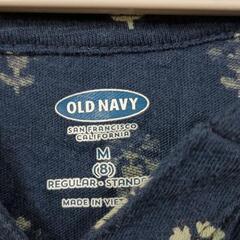 OLD NAVY
SAN FRANCISCO
CALIFORNIA
M
(8)
REGULAR · STAND
MADE IN VIET